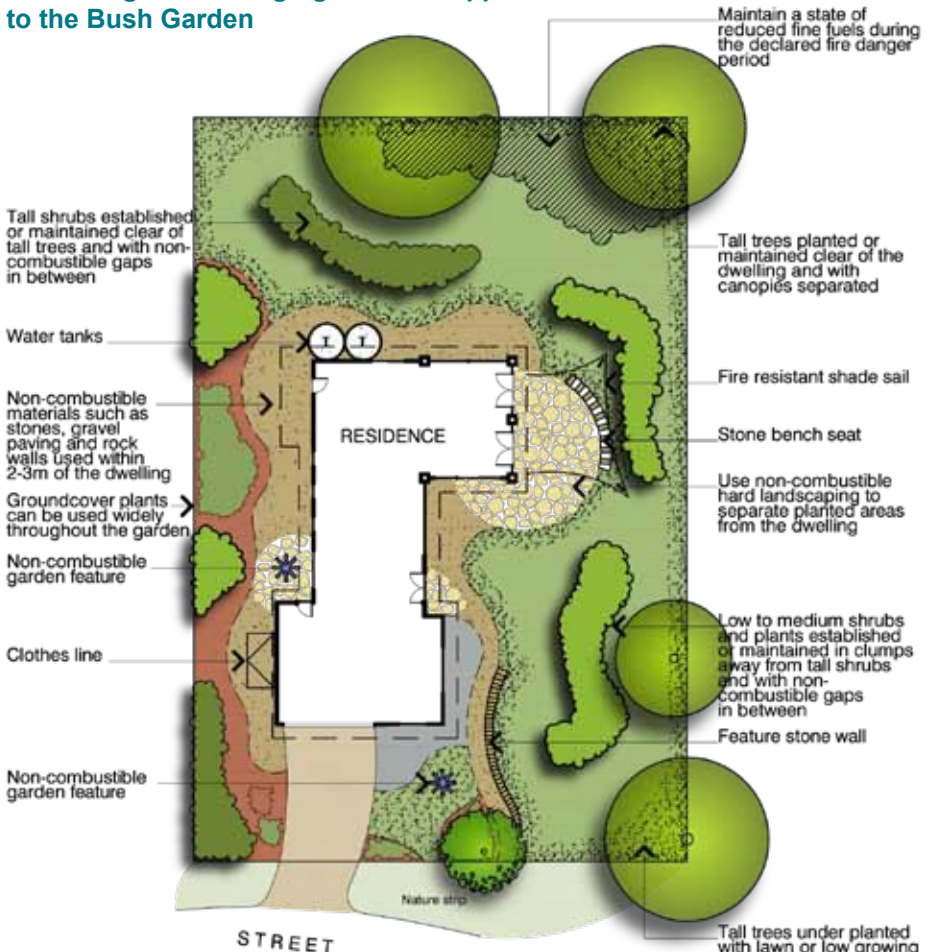 to the Bush Garden
Maintain a state of
reduced fine fuels during
the declared fire danger
period
Tall shrubs established
or maintained clear of
tall trees and with non-
combustible gaps
in between
Tall trees planted or
maintained clear of the
dwelling and with
canopies separated
Water tanks
T T
Fire resistant shade sail
Non-combustible
materials such as
stones, gravel
paving and rock
walls used within
2-3m of the dwelling
RESIDENCE
Stone bench seat
Use non-combustible
hard landscaping to
separate planted areas
from the dwelling
Groundcover plants
can be used widely
throughout the garden
Non-combustible
garden feature
Low to medium shrubs
and plants established
or maintained in clumps
away from tall shrubs
and with non-
combustible gaps
in between
Clothes line
Feature stone wall
Non-combustible
garden feature
Nature strip
STREET
Tall trees under planted
with lawn or low growing